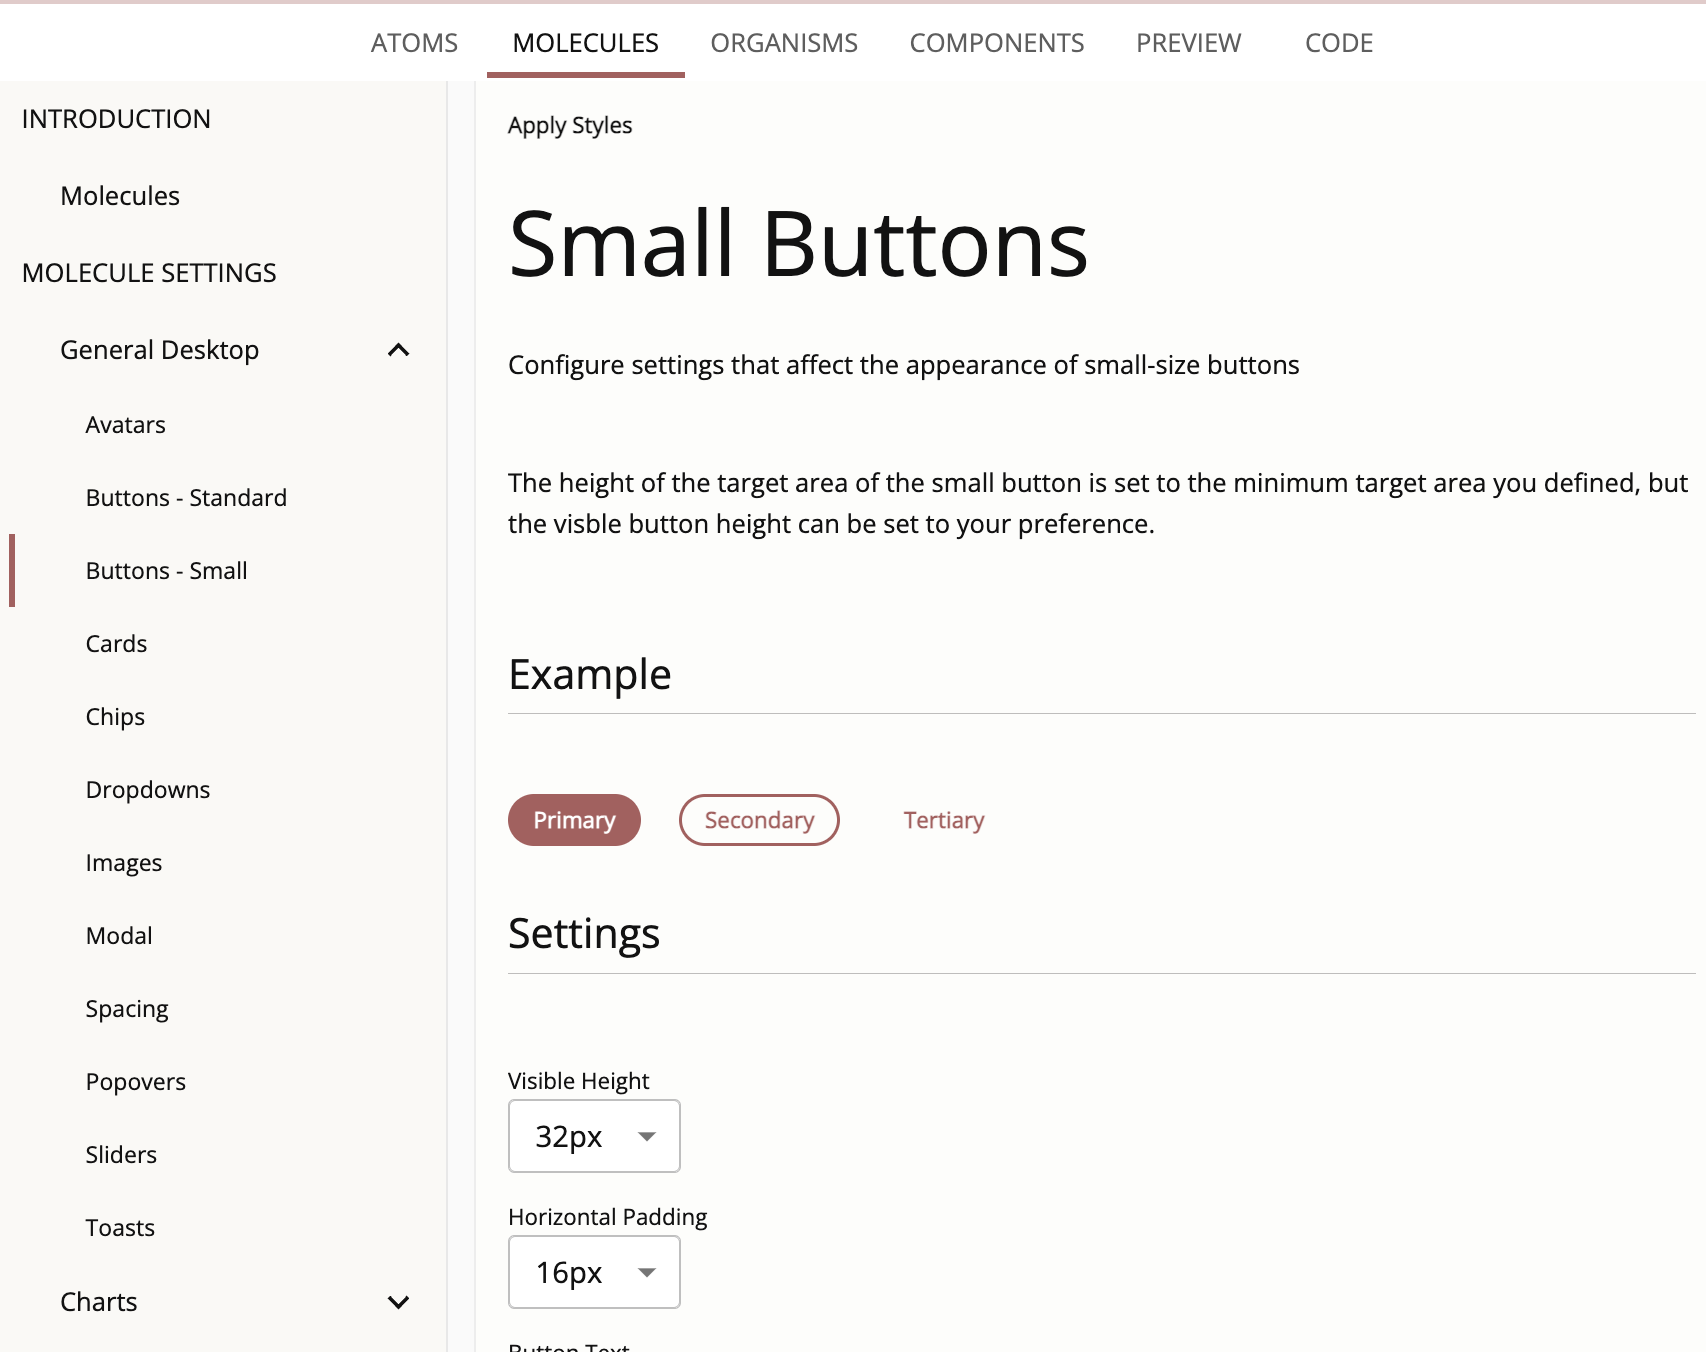 ATOMS MOLECULES ORGANISMS COMPONENTS PREVIEW CODE
INTRODUCTION
Molecules
MOLECULE SETTINGS
General Desktop
Avatars
Buttons - Standard
Buttons - Small
Cards
Chips
Dropdowns
Images
Modal
Spacing
Popovers
Sliders
Toasts
Charts
Apply Styles
Small Buttons
Configure settings that affect the appearance of small-size buttons
The height of the target area of the small button is set to the minimum target area you defined, but
the visble button height can be set to your preference.
Example
Primary Secondary Tertiary
Settings
Visible Height
32px
Horizontal Padding
16px
Button Text